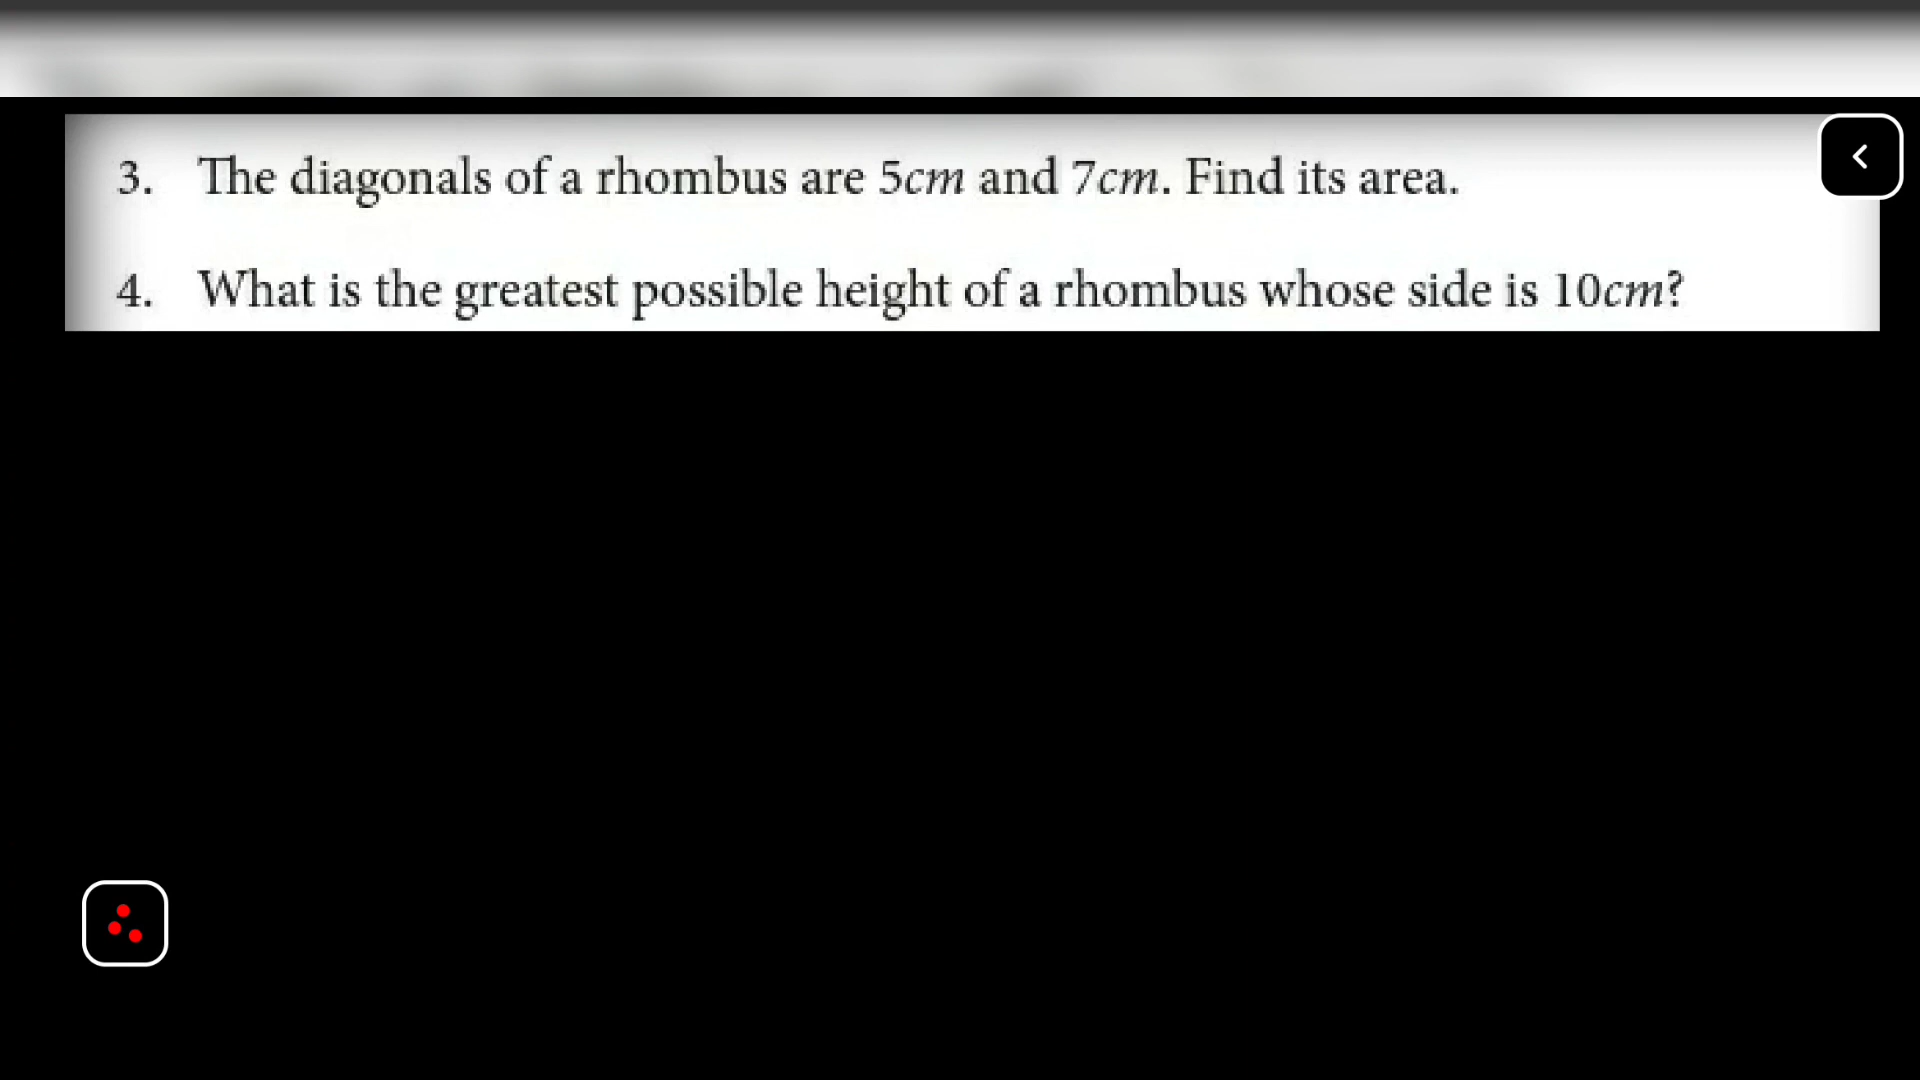 3. The diagonals of a rhombus are 5cm and 7cm. Find its area.
4. What is the greatest possible height of a rhombus whose side is 10cm?